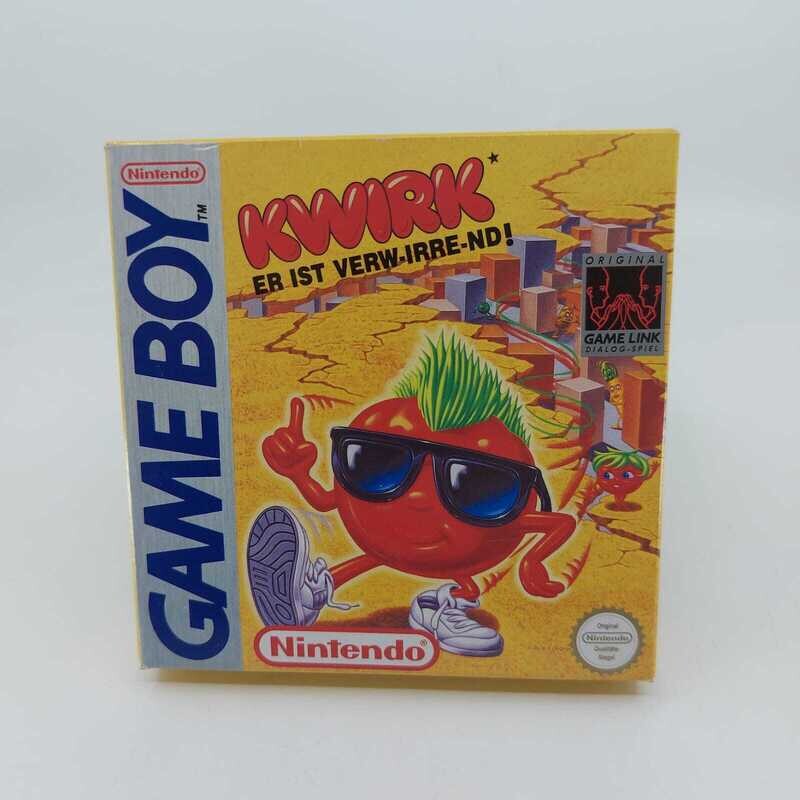 Nintendo
GAME BOY™
KWIRK*
ER IST VERW-IRRE-ND!
ORIGINAL
GAME LINK
DIALOG-SPIEL
Nintendo®
Original
Nintendo
Qualitäts
Siegel